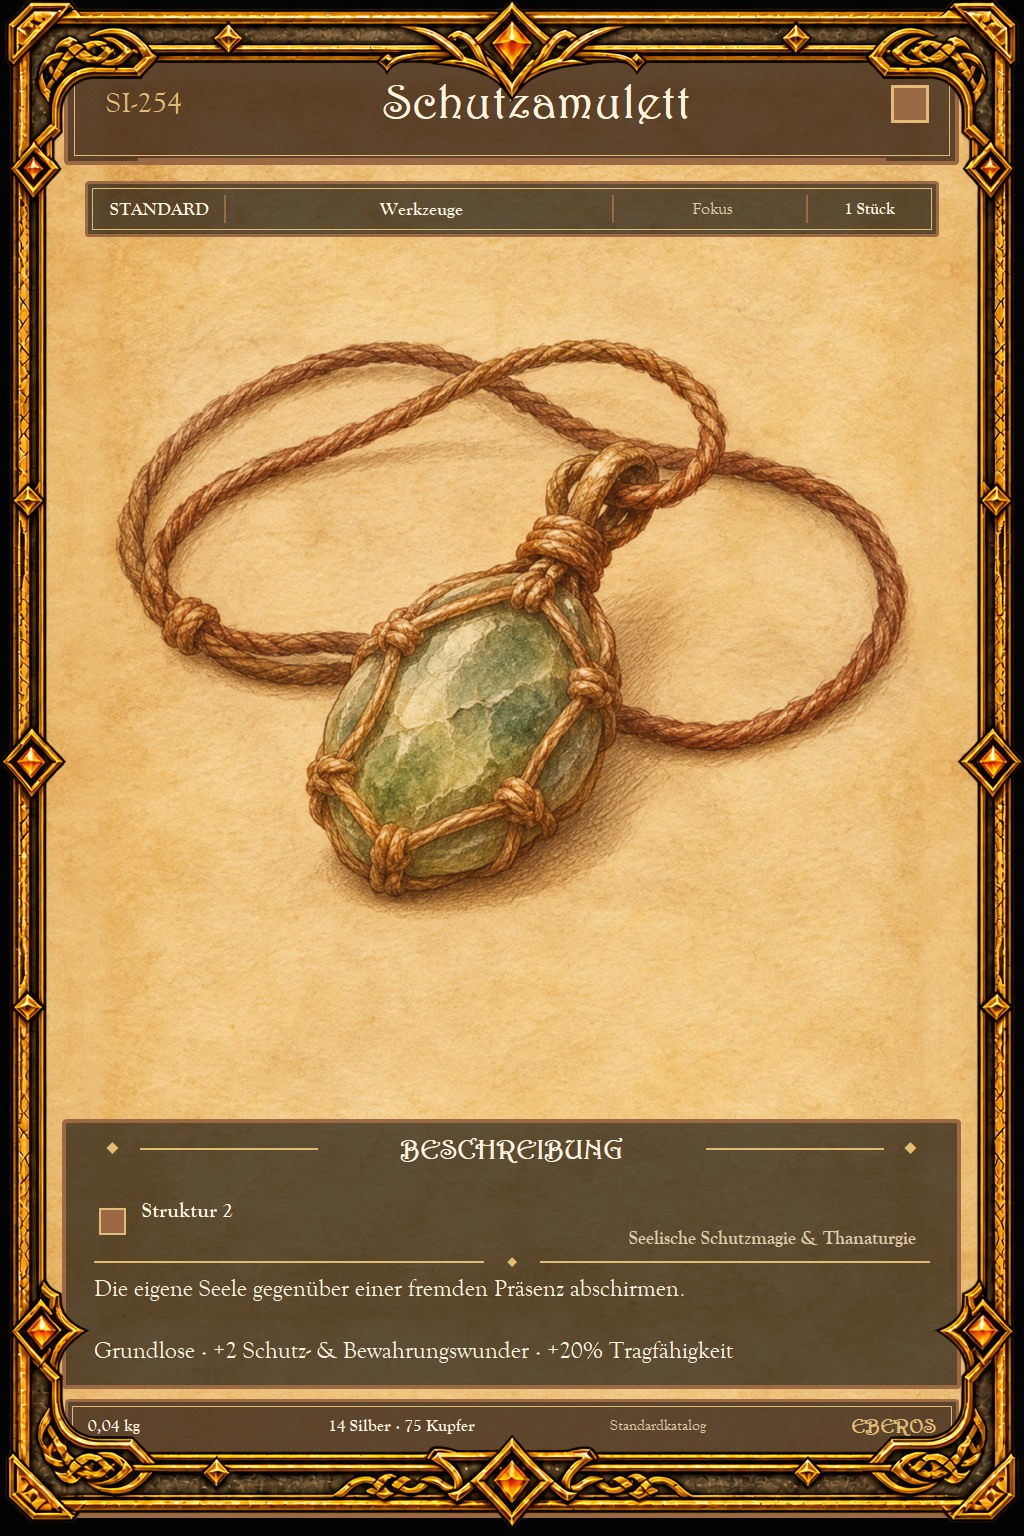 SI-254
Schutzamulett
STANDARD
Werkzeuge
Fokus
1 Stück
BESCHREIBUNG
Struktur 2
Seelische Schutzmagie & Thanaturgie
Die eigene Seele gegenüber einer fremden Präsenz abschirmen.
Grundlose · +2 Schutz- & Bewahrungswunder · +20% Tragfähigkeit
0,04 kg
14 Silber · 75 Kupfer
Standardkatalog
EBEROS